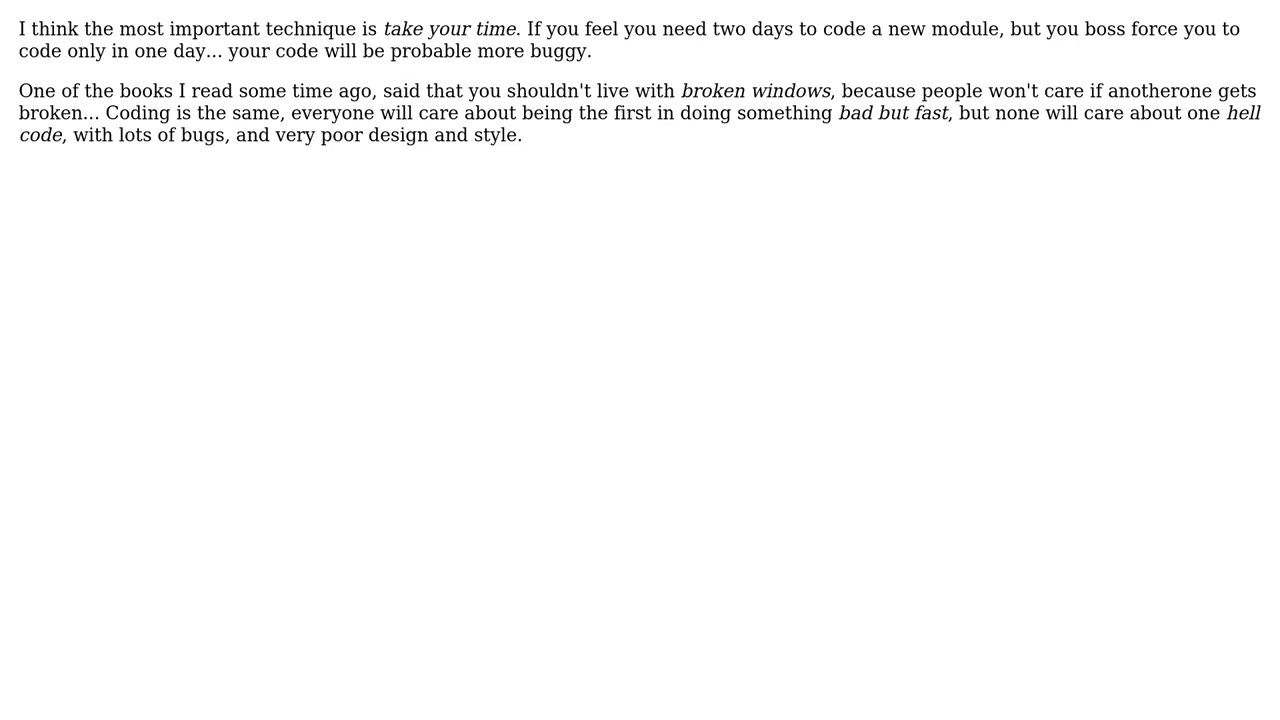 I think the most important technique is take your time. If you feel you need two days to code a new module, but you boss force you to
code only in one day... your code will be probable more buggy.
One of the books I read some time ago, said that you shouldn't live with broken windows, because people won't care if anotherone gets
broken... Coding is the same, everyone will care about being the first in doing something bad but fast, but none will care about one hell
code, with lots of bugs, and very poor design and style.